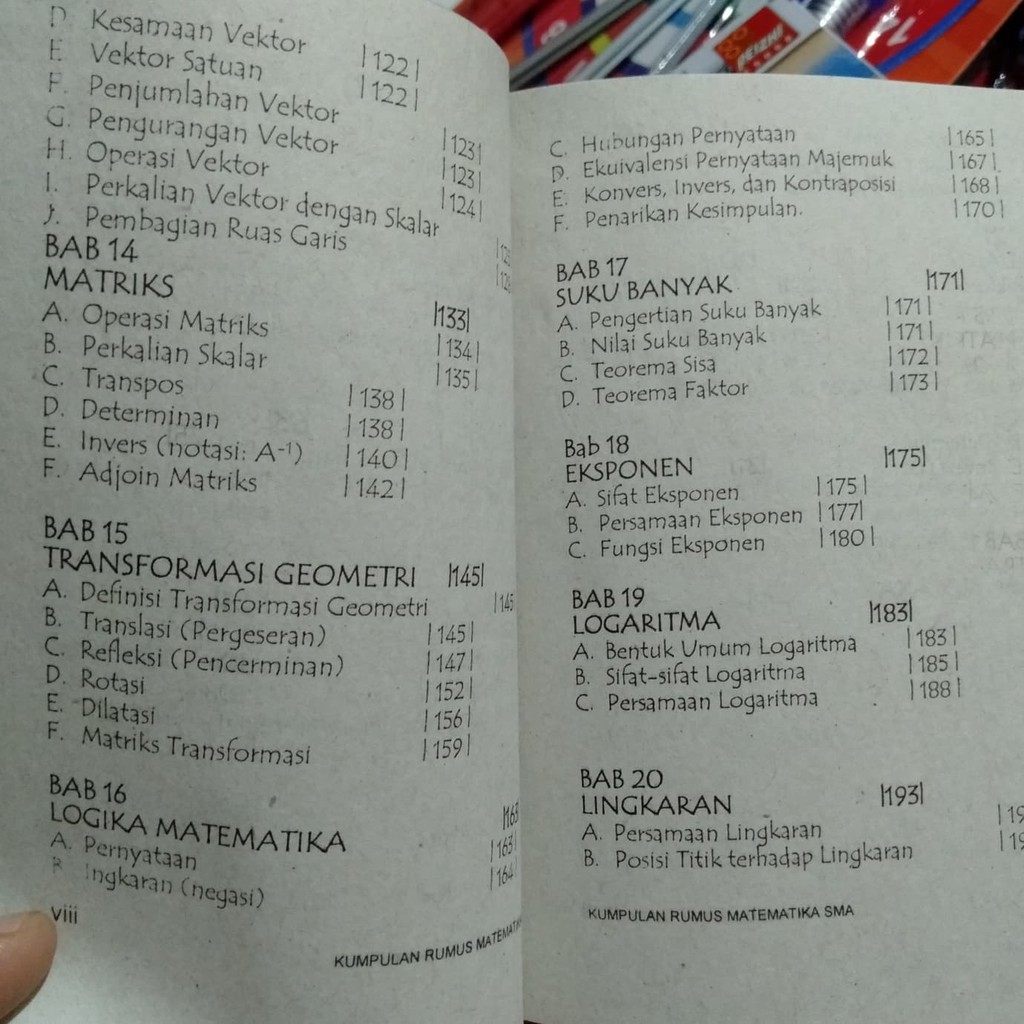 D. Kesamaan Vektor |122|
E. Vektor Satuan |122|
F. Penjumlahan Vektor |123|
G. Pengurangan Vektor |123|
H. Operasi Vektor |124|
I. Perkalian Vektor dengan Skalar
J. Pembagian Ruas Garis
BAB 14
MATRIKS |133|
A. Operasi Matriks |134|
B. Perkalian Skalar |135|
C. Transpos |138|
D. Determinan |138|
E. Invers (notasi: A⁻¹) |140|
F. Adjoin Matriks |142|
BAB 15
TRANSFORMASI GEOMETRI |145|
A. Definisi Transformasi Geometri |145
B. Translasi (Pergeseran) |145|
C. Refleksi (Pencerminan) |147|
D. Rotasi |152|
E. Dilatasi |156|
F. Matriks Transformasi |159|
BAB 16
LOGIKA MATEMATIKA |163
A. Pernyataan |163|
B. Ingkaran (negasi) |164|
viii
KUMPULAN RUMUS MATEMATIKA
C. Hubungan Pernyataan |165|
D. Ekuivalensi Pernyataan Majemuk |167|
E. Konvers, Invers, dan Kontraposisi |168|
F. Penarikan Kesimpulan. |170|
BAB 17
SUKU BANYAK |171|
A. Pengertian Suku Banyak |171|
B. Nilai Suku Banyak |171|
C. Teorema Sisa |172|
D. Teorema Faktor |173|
Bab 18
EKSPONEN |175|
A. Sifat Eksponen |175|
B. Persamaan Eksponen |177|
C. Fungsi Eksponen |180|
BAB 19
LOGARITMA |183|
A. Bentuk Umum Logaritma |183|
B. Sifat-sifat Logaritma |185|
C. Persamaan Logaritma |188|
BAB 20
LINGKARAN |193|
A. Persamaan Lingkaran
B. Posisi Titik terhadap Lingkaran
KUMPULAN RUMUS MATEMATIKA SMA